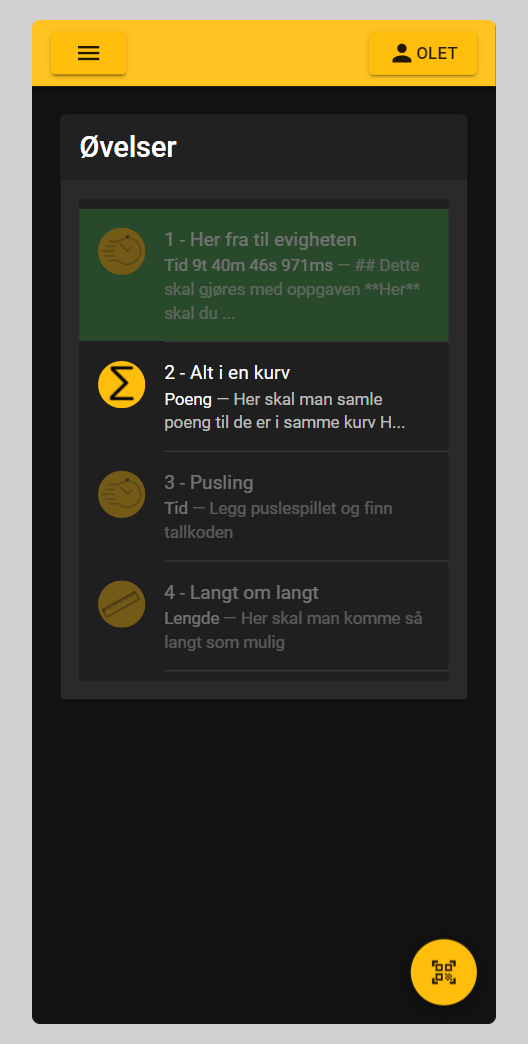 OLET
Øvelser
1 - Her fra til evigheten
Tid 9t 40m 46s 971ms — ## Dette
skal gjøres med oppgaven **Her**
skal du ...
2 - Alt i en kurv
Poeng — Her skal man samle
poeng til de er i samme kurv H...
3 - Pusling
Tid — Legg puslespillet og finn
tallkoden
4 - Langt om langt
Lengde — Her skal man komme så
langt som mulig